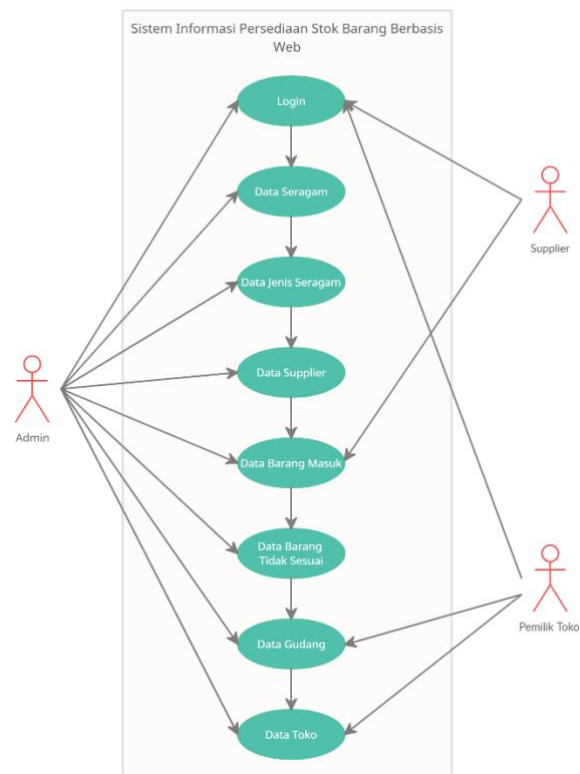 Sistem Informasi Persediaan Stok Barang Berbasis
Web
Login
Data Seragam
Supplier
Data Jenis Seragam
Data Supplier
Admin
Data Barang Masuk
Data Barang
Tidak Sesuai
Pemilik Toko
Data Gudang
Data Toko